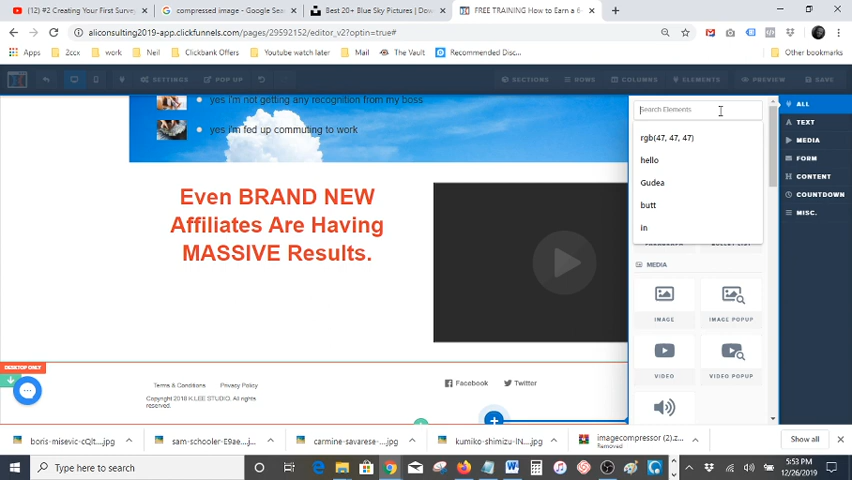 (12) #2 Creating Your First Survey
compressed image - Google Sea
Best 20+ Blue Sky Pictures | Dow
FREE TRAINING How to Earn a 6-
aliconsulting2019-app.clickfunnels.com/pages/29592152/editor_v2?optin=true#
Apps
2ccx
work
Neil
Clickbank Offers
Youtube watch later
Mo
The Vault
Recommended Disc...
Other bookmarks
SETTINGS
POP UP
SECTIONS
ROWS
COLUMNS
ELEMENTS
PREVIEW
SAVE
yes i'm not getting any recognition from my boss
yes i'm fed up commuting to work
Even BRAND NEW
Affiliates Are Having
MASSIVE Results.
Search Elements
rgb(47, 47, 47)
hello
Gudea
butt
in
MEDIA
IMAGE
IMAGE POPUP
VIDEO
VIDEO POPUP
ALL
TEXT
MEDIA
FORM
CONTENT
COUNTDOWN
MISC.
DESKTOP ONLY
Terms & Conditions
Privacy Policy
Copyright 2018 K.LEE STUDIO. All rights
reserved.
Facebook
Twitter
boris-misevic-cQIt....jpg
sam-schooler-E9ae....jpg
carmine-savarese-....jpg
kumiko-shimizu-IN....jpg
imagecompressor (2).z...
Removed
Show all
Type here to search
5:53 PM
12/26/2019